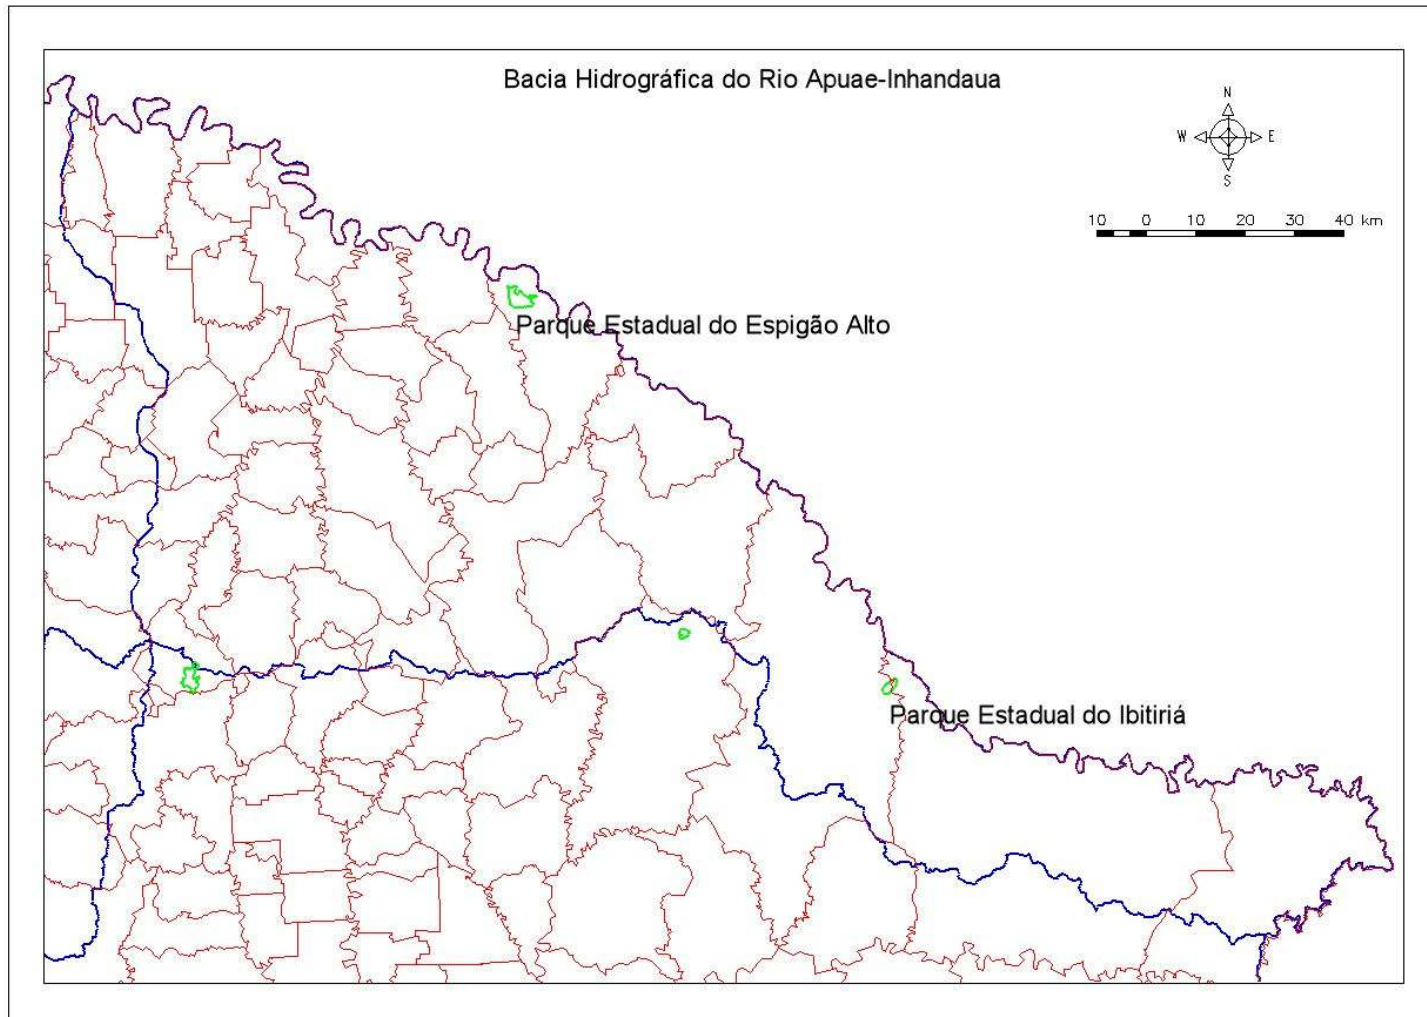 Bacia Hidrográfica do Rio Apuae-Inhandaua
N
W E
S
10 0 10 20 30 40 km
Parque Estadual do Espigão Alto
Parque Estadual do Ibitiriá